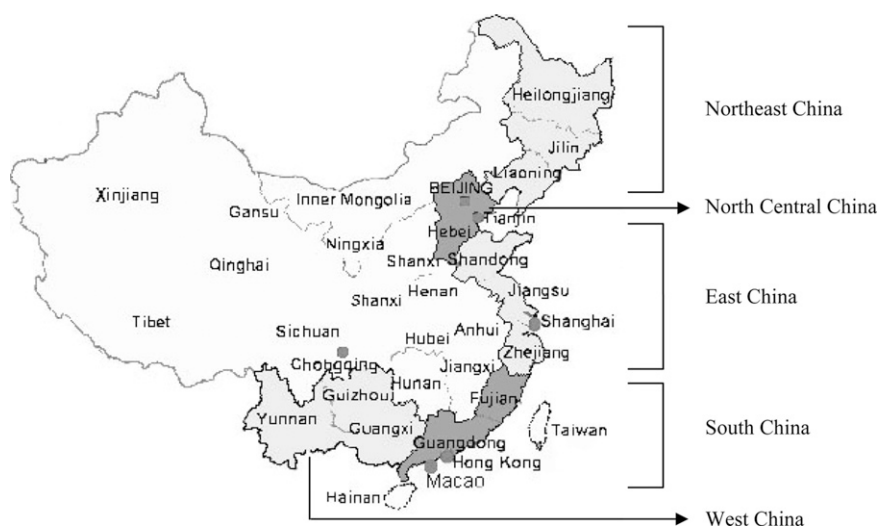 Heilongjiang
Northeast China
Jilin
Liaoning
BEIJING
Xinjiang
Inner Mongolia
Gansu
Tianjin
North Central China
Hebei
Ningxia
Shanxi
Shandong
Qinghai
Henan
Jiangsu
East China
Shanxi
Tibet
Shanghai
Sichuan
Anhui
Hubei
Zhejiang
Chongqing
Jiangxi
Hunan
Guizhou
Fujian
Yunnan
Guangxi
Taiwan
South China
Guangdong
Hong Kong
Macao
Hainan
West China